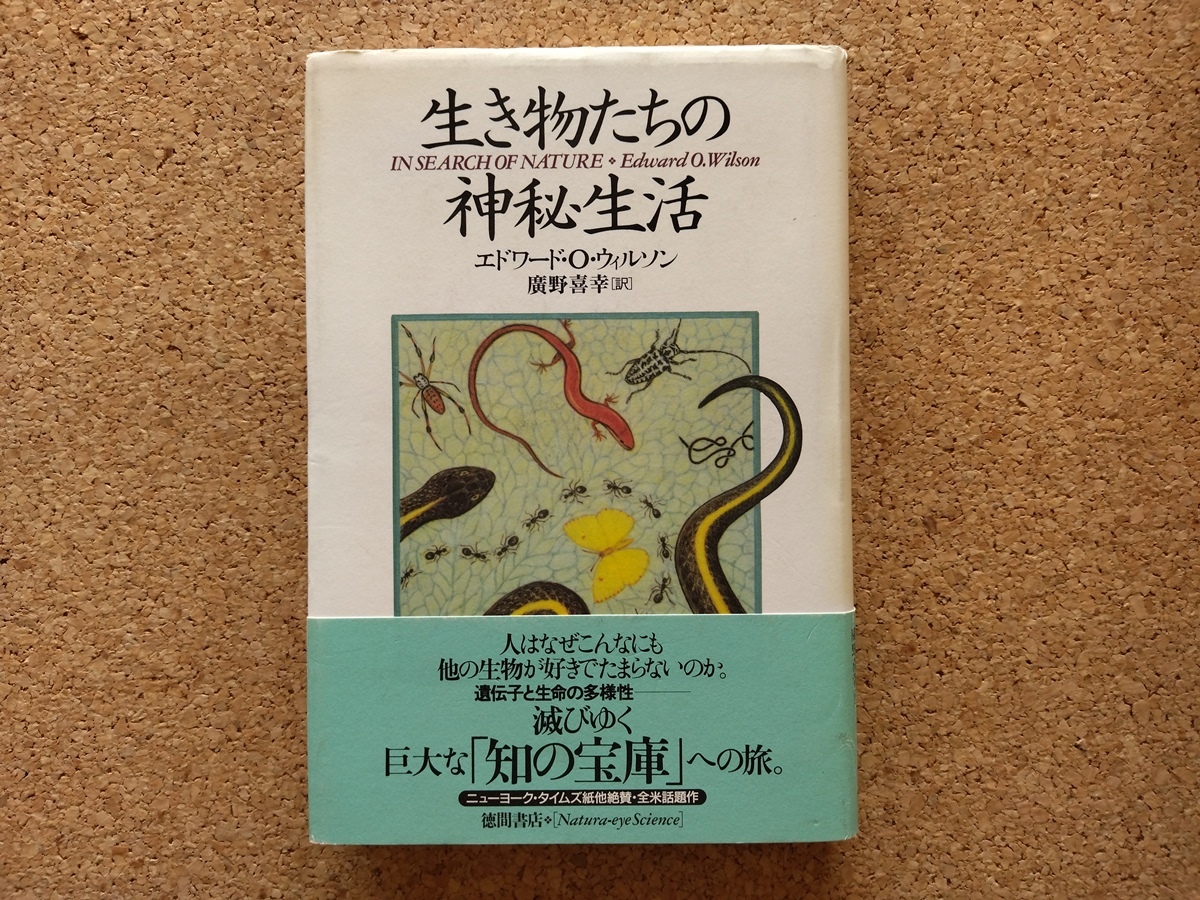 生き物たちの
IN SEARCH OF NATURE ❖ Edward O. Wilson
神秘生活
エドワード・O・ウィルソン
廣野喜幸[訳]
人はなぜこんなにも
他の生物が好きでたまらないのか。
遺伝子と生命の多様性――
滅びゆく
巨大な「知の宝庫」への旅。
ニューヨーク・タイムズ紙他絶賛・全米話題作
徳間書店❖[Natura-eye Science]